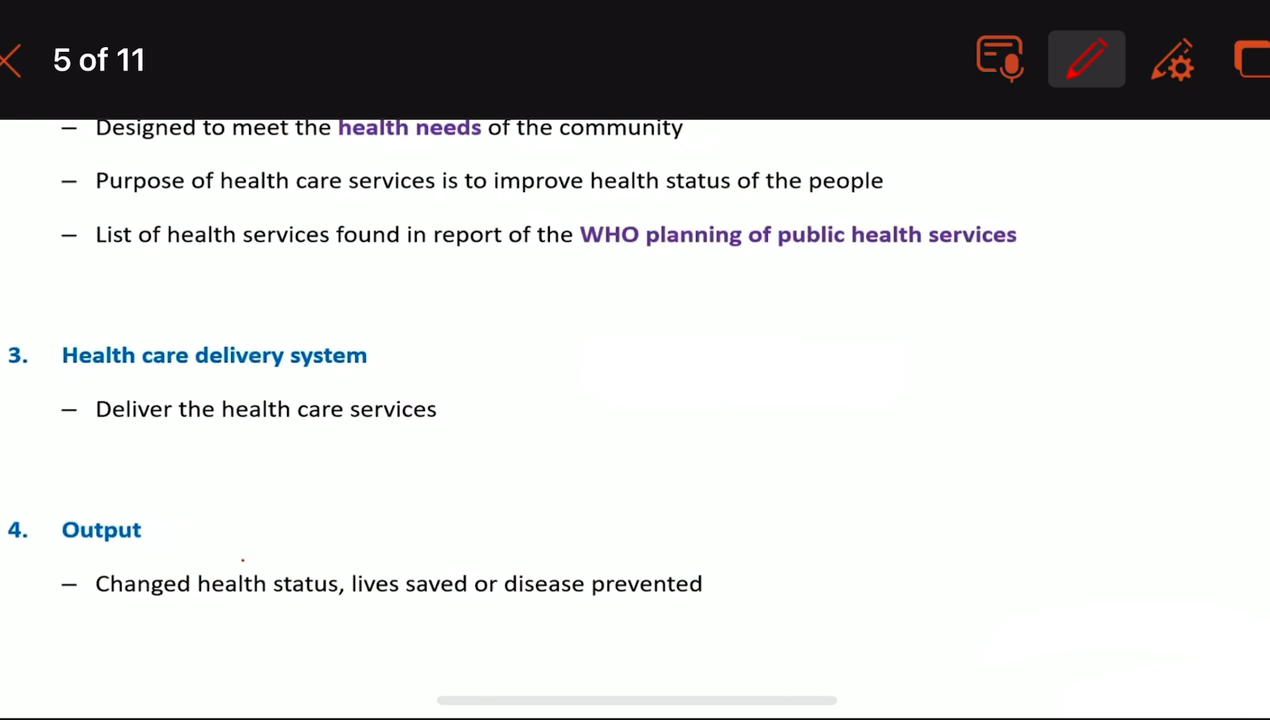 5 of 11
– Designed to meet the health needs of the community
– Purpose of health care services is to improve health status of the people
– List of health services found in report of the WHO planning of public health services
3. Health care delivery system
– Deliver the health care services
4. Output
– Changed health status, lives saved or disease prevented